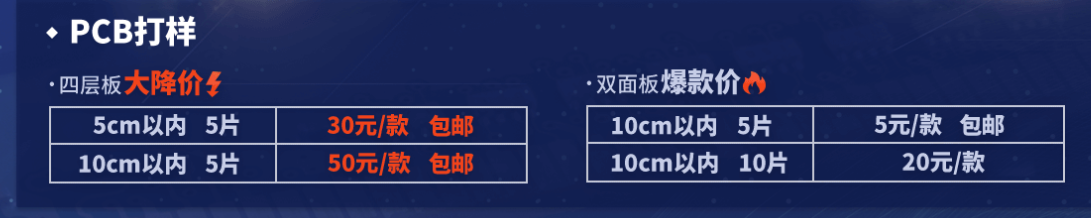 PCB打样
·四层板大降价
5cm以内 5片 30元/款 包邮
10cm以内 5片 50元/款 包邮
·双面板爆款价
10cm以内 5片 5元/款 包邮
10cm以内 10片 20元/款